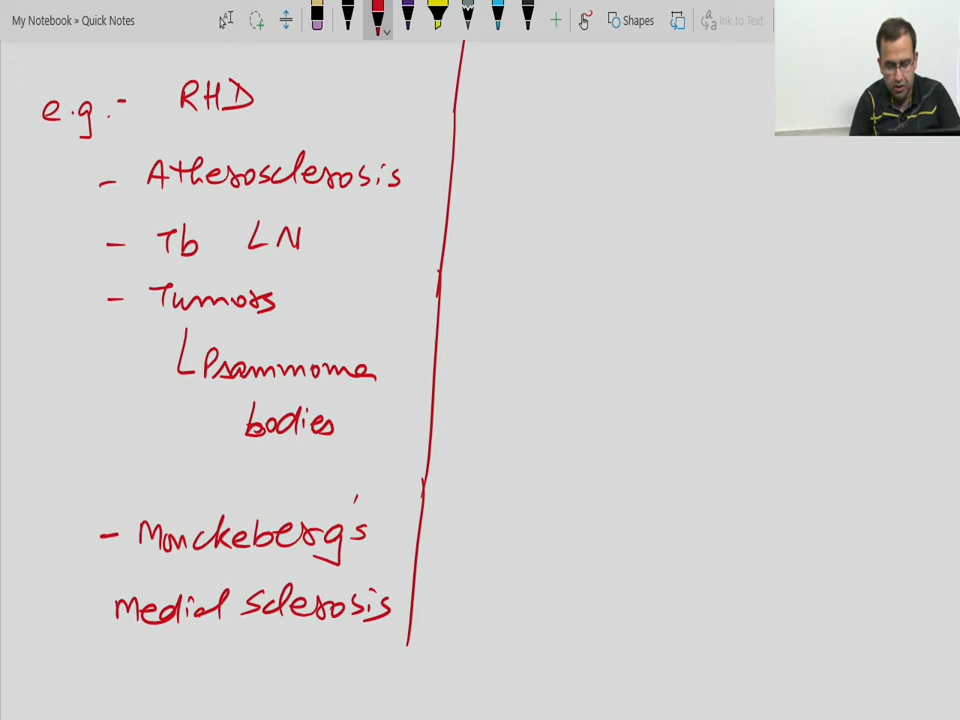 My Notebook » Quick Notes
Shapes
Ink to Text
e.g :- RHD
- Atherosclerosis
- Tb LN
- Tumors
Psammoma
bodies
- Monckeberg's
medial sclerosis